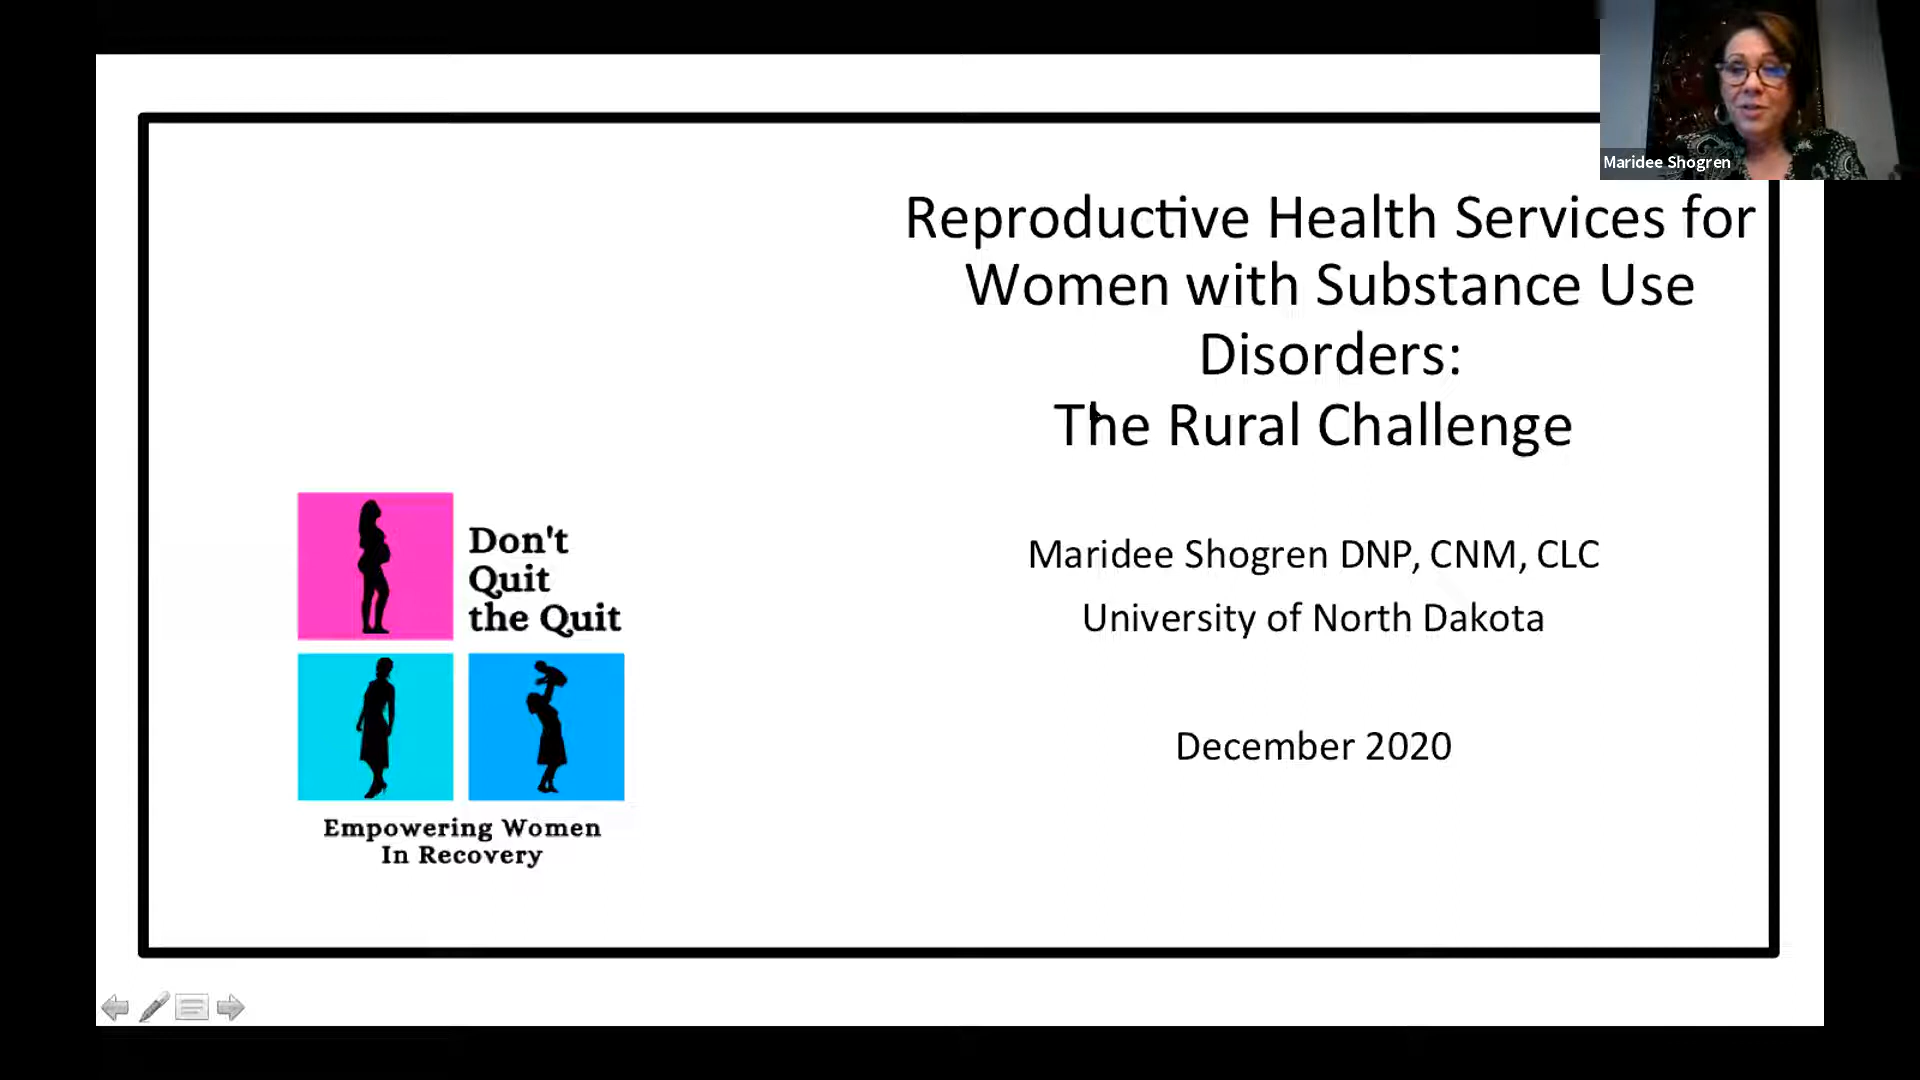 Maridee Shogren
Reproductive Health Services for
Women with Substance Use
Disorders:
The Rural Challenge
Don't
Quit
the Quit
Empowering Women
In Recovery
Maridee Shogren DNP, CNM, CLC
University of North Dakota
December 2020